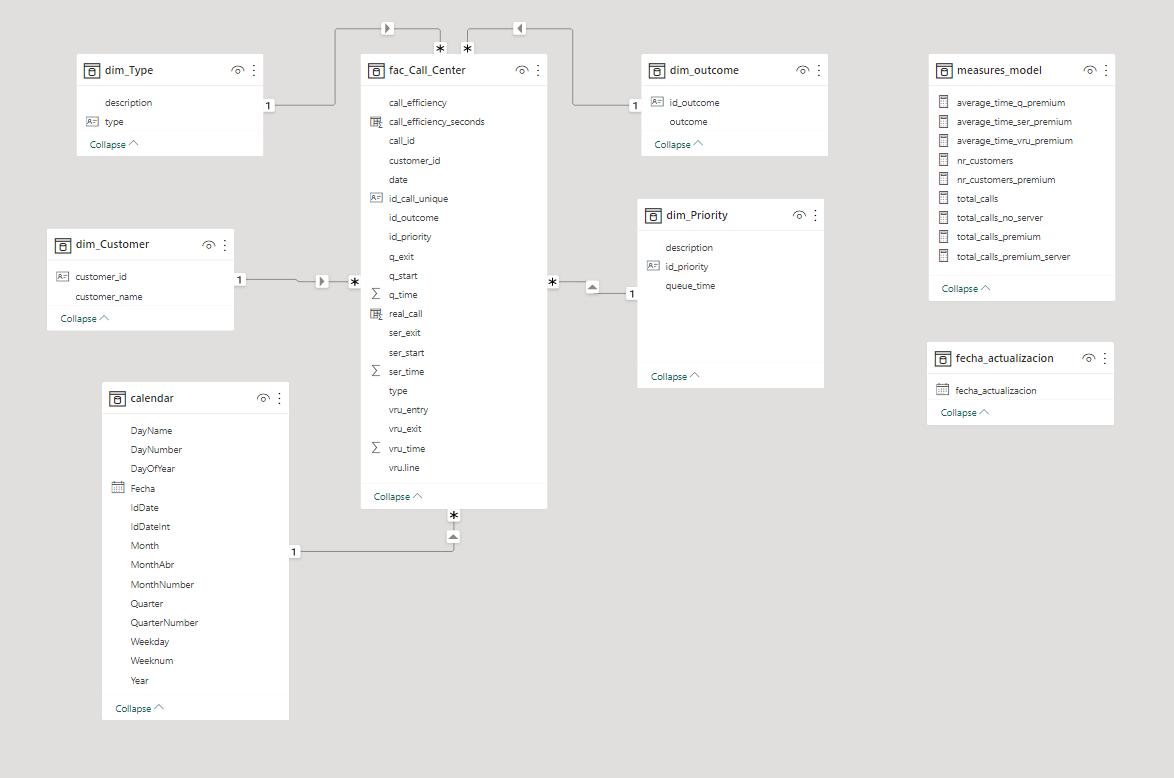 dim_Type
description
type
Collapse
fac_Call_Center
call_efficiency
call_efficiency_seconds
call_id
customer_id
date
id_call_unique
id_outcome
id_priority
q_exit
q_start
q_time
real_call
ser_exit
ser_start
ser_time
type
vru_entry
vru_exit
vru_time
vru.line
Collapse
dim_outcome
id_outcome
outcome
Collapse
measures_model
average_time_q_premium
average_time_ser_premium
average_time_vru_premium
nr_customers
nr_customers_premium
total_calls
total_calls_no_server
total_calls_premium
total_calls_premium_server
Collapse
dim_Customer
customer_id
customer_name
Collapse
dim_Priority
description
id_priority
queue_time
Collapse
calendar
DayName
DayNumber
DayOfYear
Fecha
IdDate
IdDateInt
Month
MonthAbr
MonthNumber
Quarter
QuarterNumber
Weekday
Weeknum
Year
Collapse
fecha_actualizacion
fecha_actualizacion
Collapse
1
*
*
1
1
*
*
1
1
*